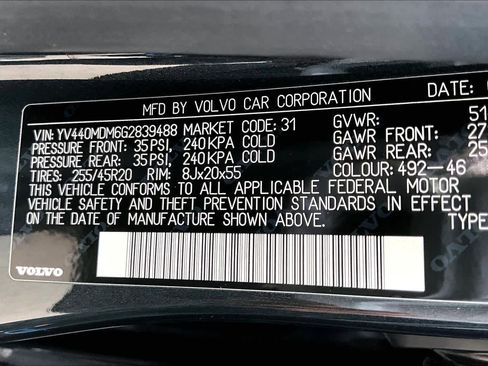 MFD BY VOLVO CAR CORPORATION DATE:
VIN: YV440MDM6G2839488 MARKET CODE: 31 GVWR: 51
PRESSURE FRONT: 35PSI, 240KPA COLD GAWR FRONT: 27
PRESSURE REAR: 35PSI, 240KPA COLD GAWR REAR: 25
TIRES: 255/45R20 RIM: 8Jx20x55 COLOUR: 492-46
THIS VEHICLE CONFORMS TO ALL APPLICABLE FEDERAL MOTOR
VEHICLE SAFETY AND THEFT PREVENTION STANDARDS IN EFFECT
ON THE DATE OF MANUFACTURE SHOWN ABOVE. TYPE
VOLVO